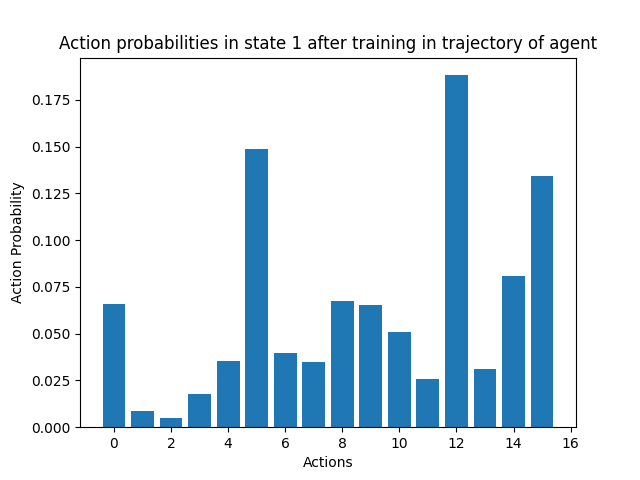 Action probabilities in state 1 after training in trajectory of agent
0.175
0.150
0.125
0.100
0.075
0.050
0.025
0.000
Action Probability
0 2 4 6 8 10 12 14 16
Actions